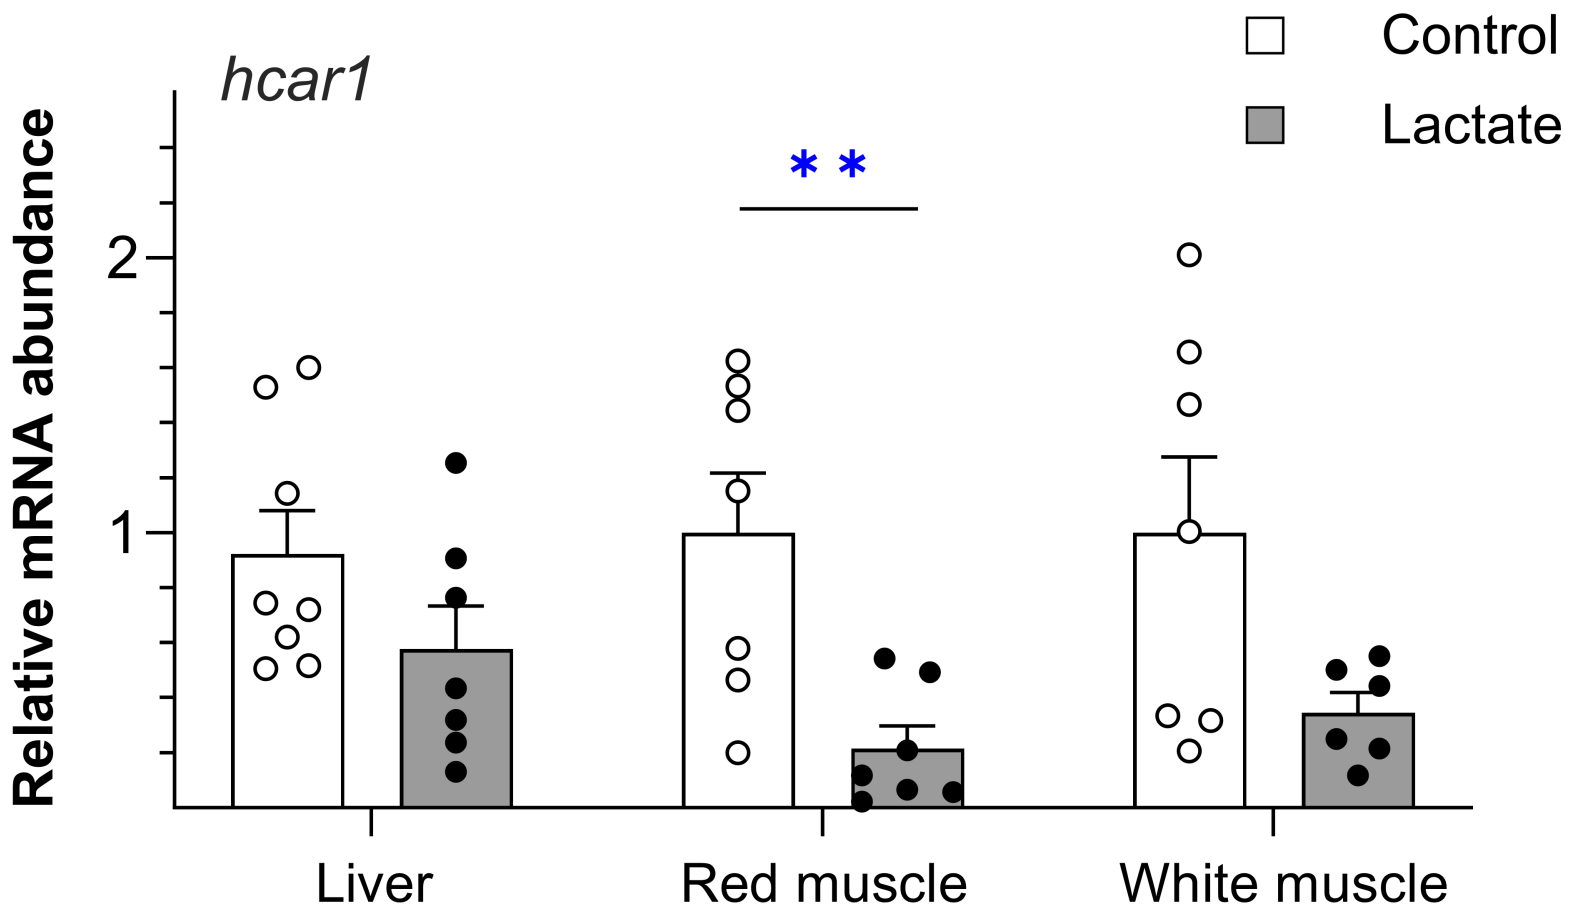 Control
Lactate
hcar1
Relative mRNA abundance
* *
2
1
Liver
Red muscle
White muscle